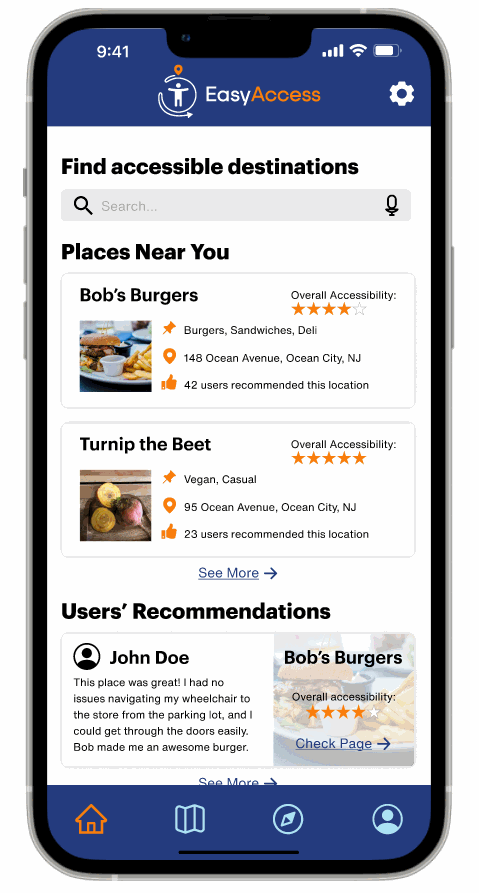 9:41
EasyAccess
Find accessible destinations
Search...
Places Near You
Bob's Burgers
Overall Accessibility:
Burgers, Sandwiches, Deli
148 Ocean Avenue, Ocean City, NJ
42 users recommended this location
Turnip the Beet
Overall Accessibility:
Vegan, Casual
95 Ocean Avenue, Ocean City, NJ
23 users recommended this location
See More
Users' Recommendations
John Doe
This place was great! I had no
issues navigating my wheelchair to
the store from the parking lot, and I
could get through the doors easily.
Bob made me an awesome burger.
Bob's Burgers
Overall accessibility:
Check Page
See More